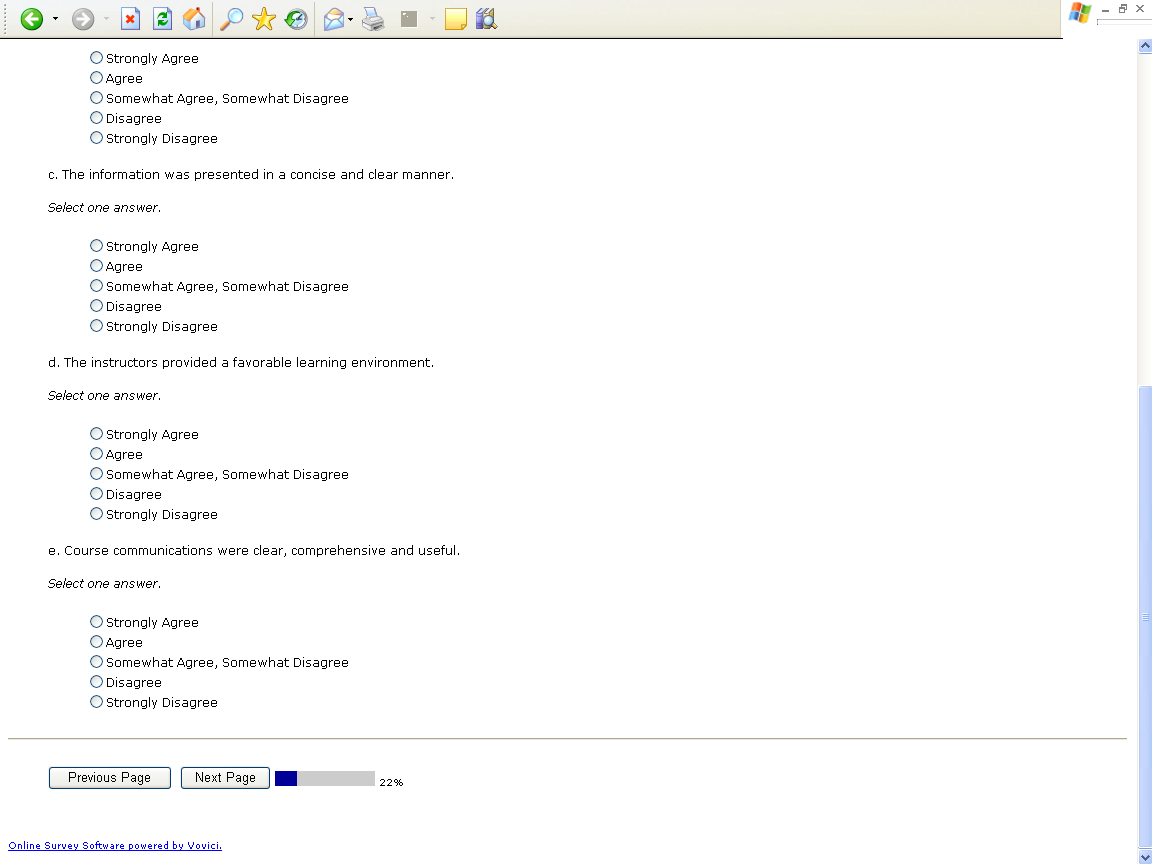 Strongly Agree
Agree
Somewhat Agree, Somewhat Disagree
Disagree
Strongly Disagree
c. The information was presented in a concise and clear manner.
Select one answer.
Strongly Agree
Agree
Somewhat Agree, Somewhat Disagree
Disagree
Strongly Disagree
d. The instructors provided a favorable learning environment.
Select one answer.
Strongly Agree
Agree
Somewhat Agree, Somewhat Disagree
Disagree
Strongly Disagree
e. Course communications were clear, comprehensive and useful.
Select one answer.
Strongly Agree
Agree
Somewhat Agree, Somewhat Disagree
Disagree
Strongly Disagree
Previous Page Next Page 22%
Online Survey Software powered by Vovici.